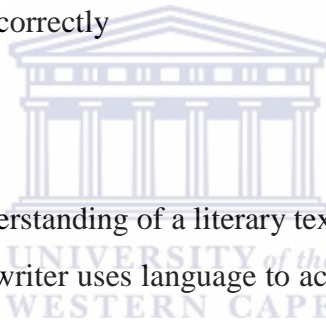 correctly
erstanding of a literary tex
UNIVERSITY of the
writer uses language to ac
WESTERN CAPE